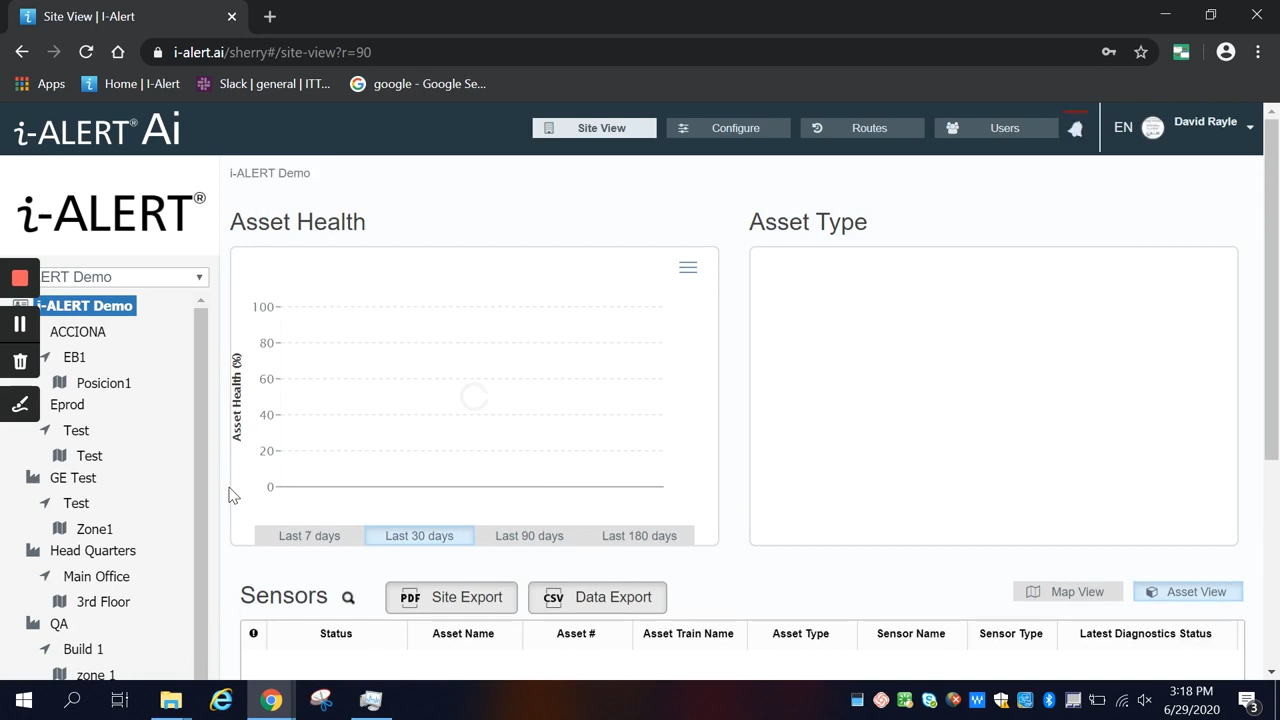 Site View | I-Alert
i-alert.ai/sherry#/site-view?r=90
Apps
Home | I-Alert
Slack | general | ITT...
google - Google Se...
i-ALERT® Ai
Site View
Configure
Routes
Users
EN
David Rayle
i-ALERT®
ERT Demo
i-ALERT Demo
ACCIONA
EB1
Posicion1
Eprod
Test
Test
GE Test
Test
Zone1
Head Quarters
Main Office
3rd Floor
QA
Build 1
zone 1
i-ALERT Demo
Asset Health
Asset Type
Asset Health (%)
100
80
60
40
20
0
Last 7 days
Last 30 days
Last 90 days
Last 180 days
Sensors
PDF Site Export
CSV Data Export
Map View
Asset View
Status
Asset Name
Asset #
Asset Train Name
Asset Type
Sensor Name
Sensor Type
Latest Diagnostics Status
3:18 PM
6/29/2020
3